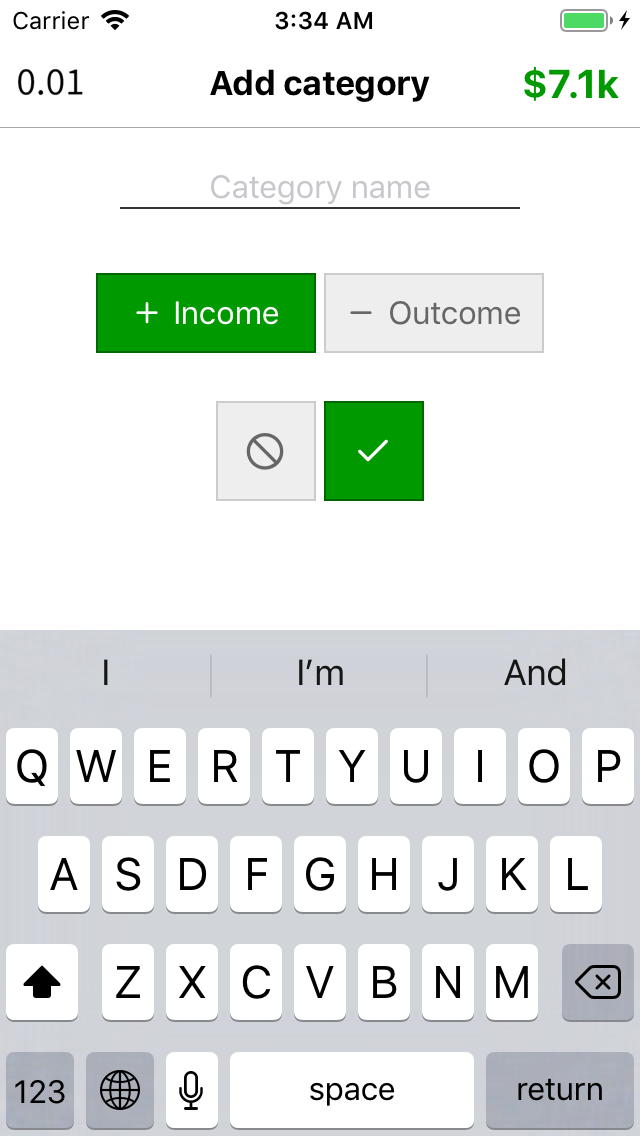 Carrier 3:34 AM
0.01 Add category $7.1k
Category name
+ Income − Outcome
I I’m And
Q W E R T Y U I O P
A S D F G H J K L
Z X C V B N M
123 space return